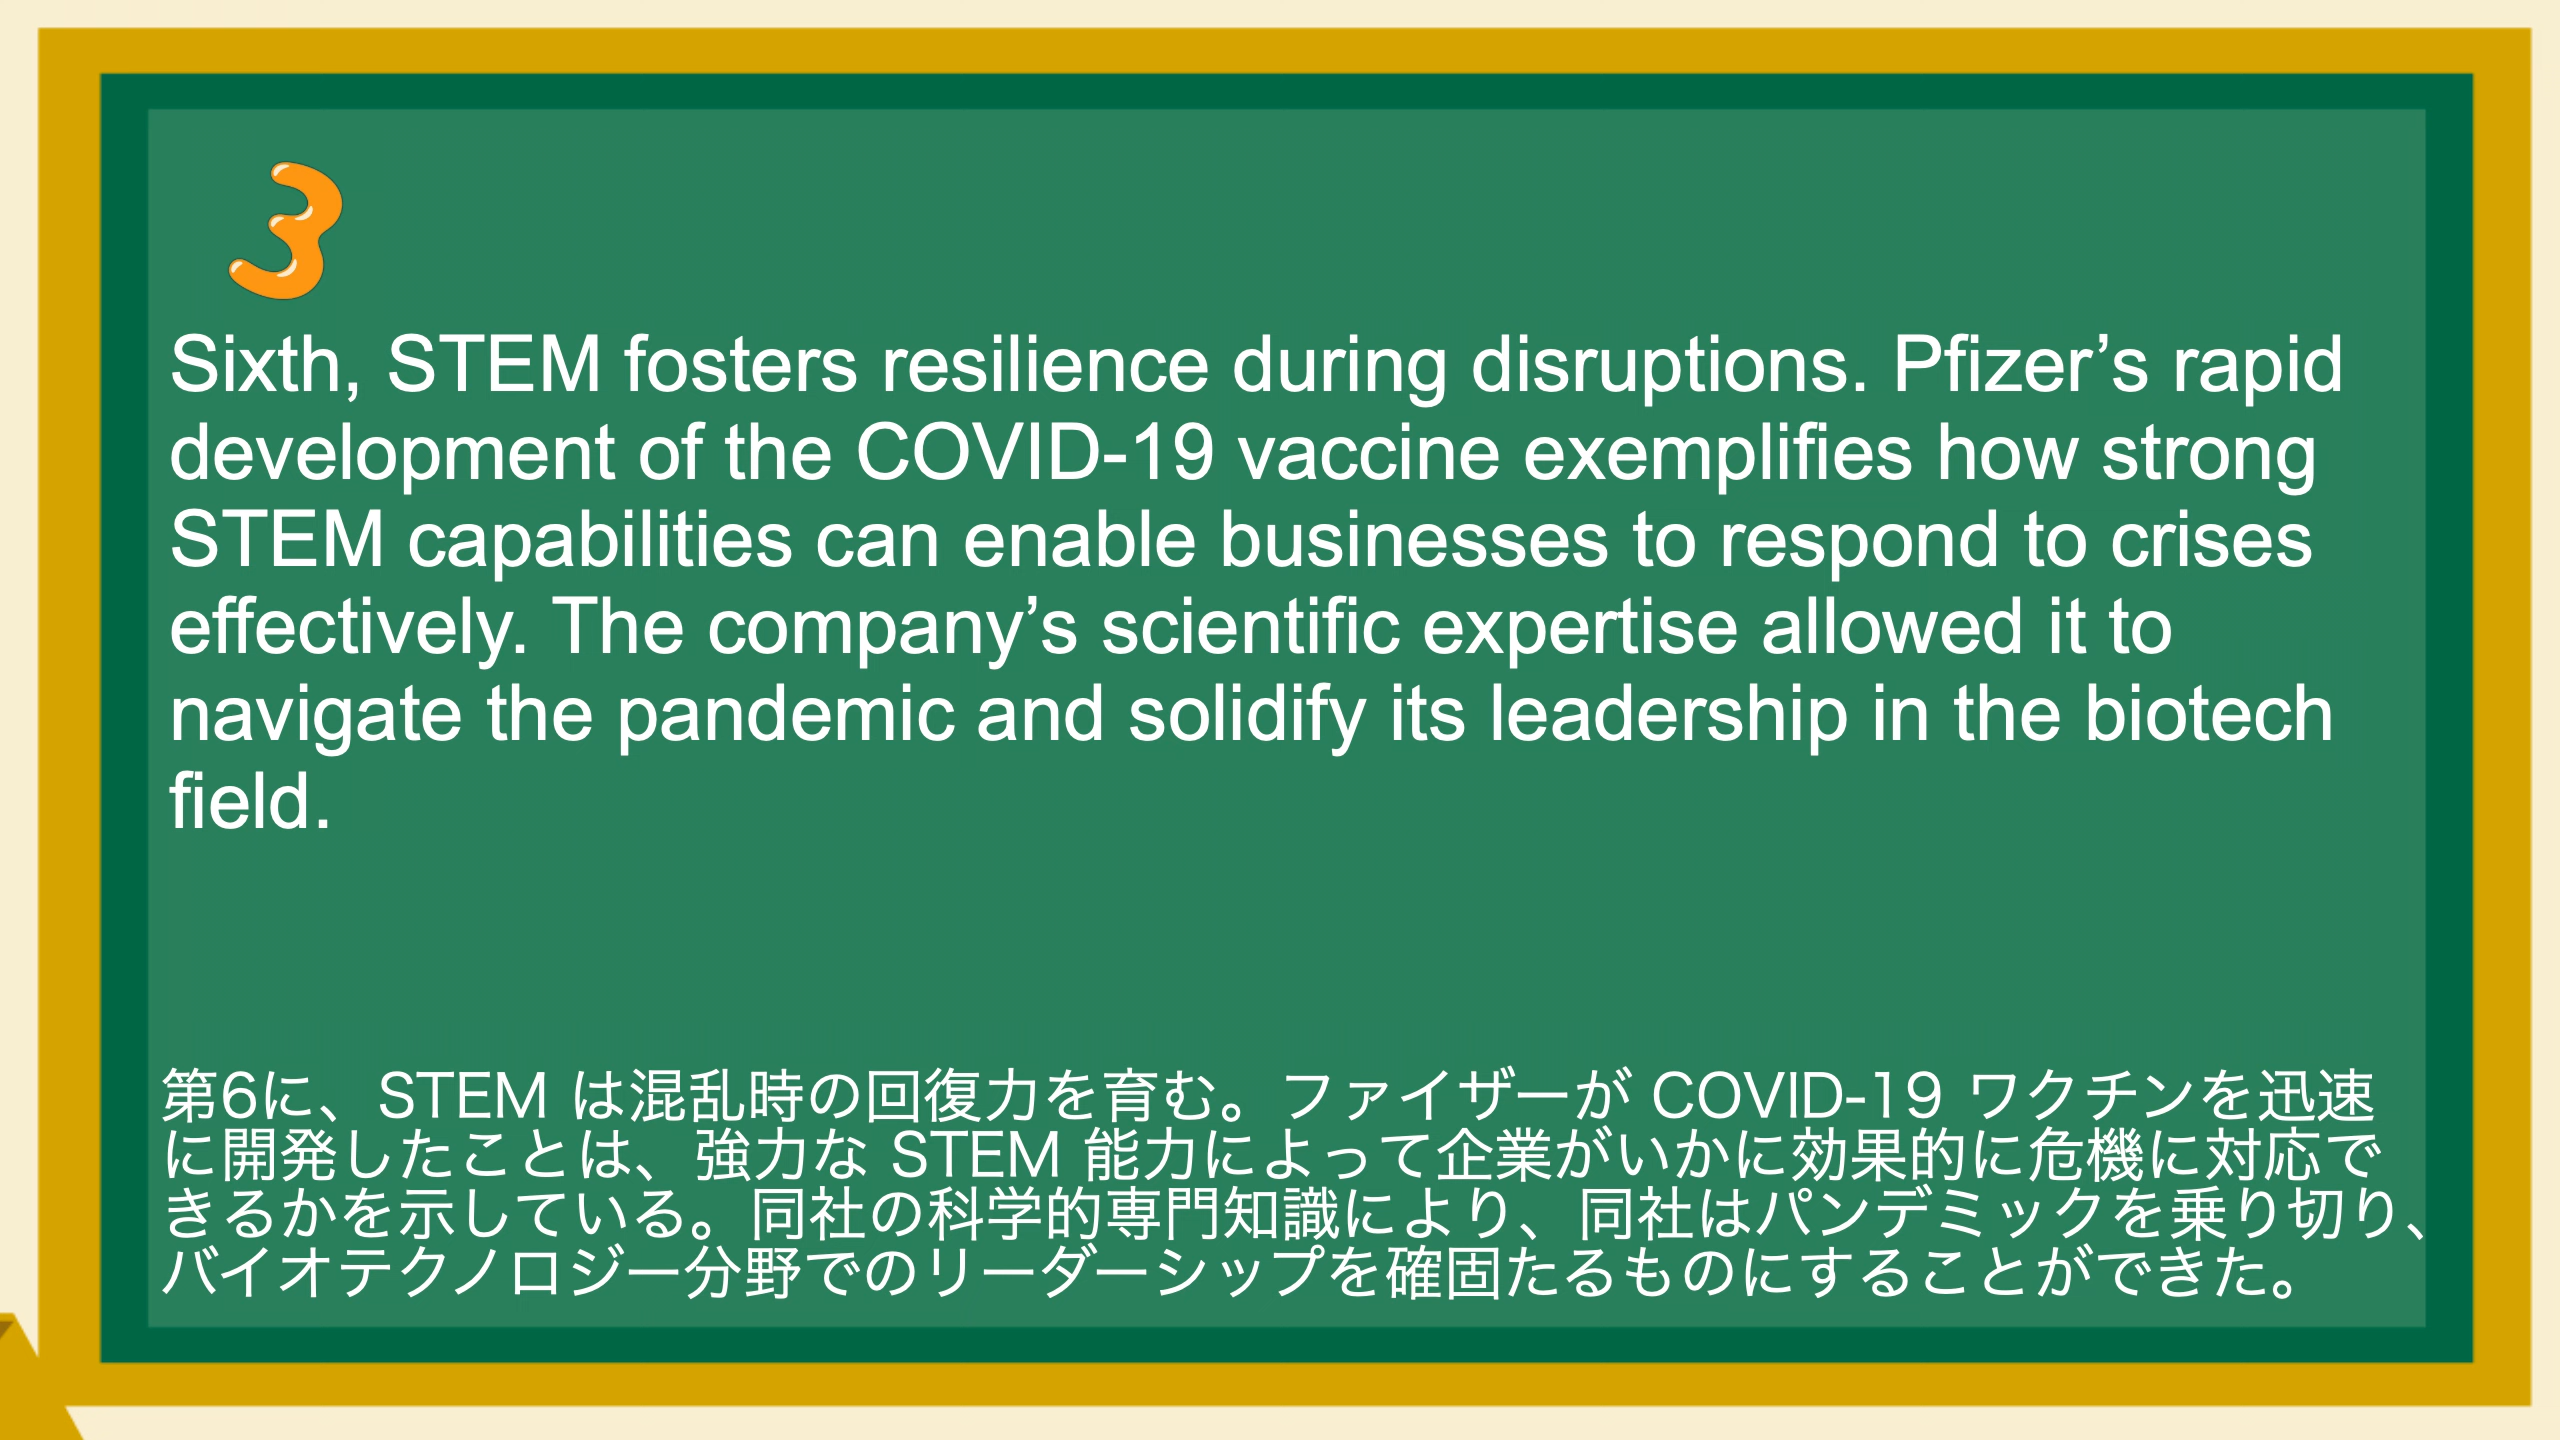 3
Sixth, STEM fosters resilience during disruptions. Pfizer’s rapid
development of the COVID-19 vaccine exemplifies how strong
STEM capabilities can enable businesses to respond to crises
effectively. The company’s scientific expertise allowed it to
navigate the pandemic and solidify its leadership in the biotech
field.
第6に、STEM は混乱時の回復力を育む。ファイザーが COVID-19 ワクチンを迅速
に開発したことは、強力な STEM 能力によって企業がいかに効果的に危機に対応で
きるかを示している。同社の科学的専門知識により、同社はパンデミックを乗り切り、
バイオテクノロジー分野でのリーダーシップを確固たるものにすることができた。